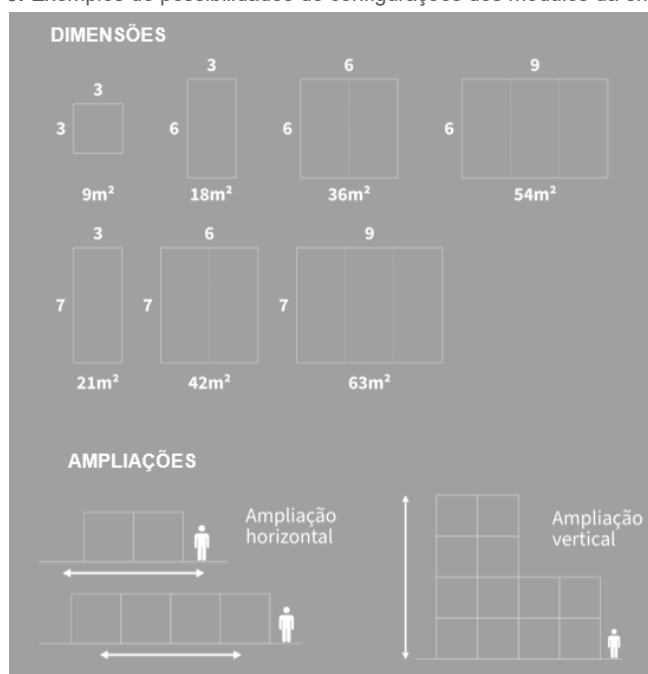 DIMENSÕES
3
3
9m²
3
6
18m²
6
6
36m²
9
6
54m²
3
7
21m²
6
7
42m²
9
7
63m²
AMPLIAÇÕES
Ampliação
horizontal
Ampliação
vertical